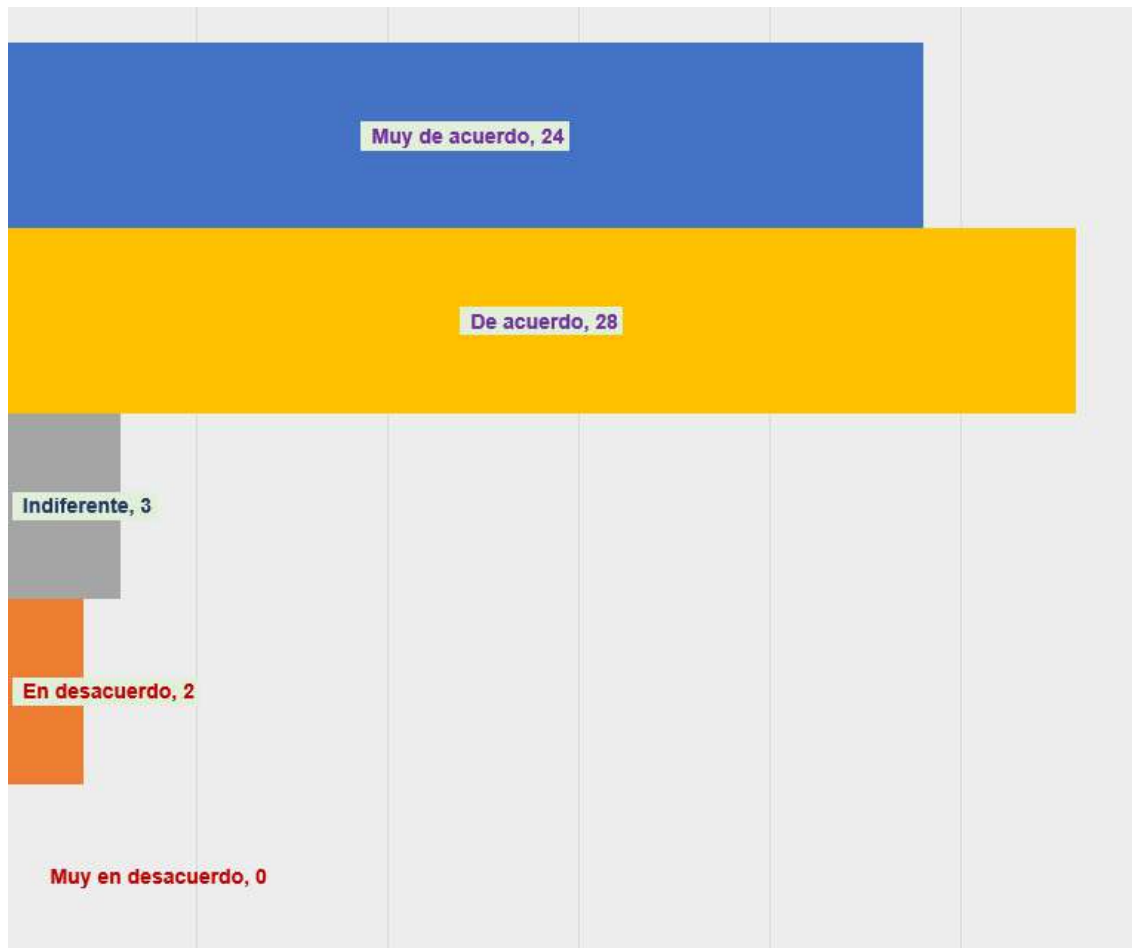 Muy de acuerdo, 24
De acuerdo, 28
Indiferente, 3
En desacuerdo, 2
Muy en desacuerdo, 0